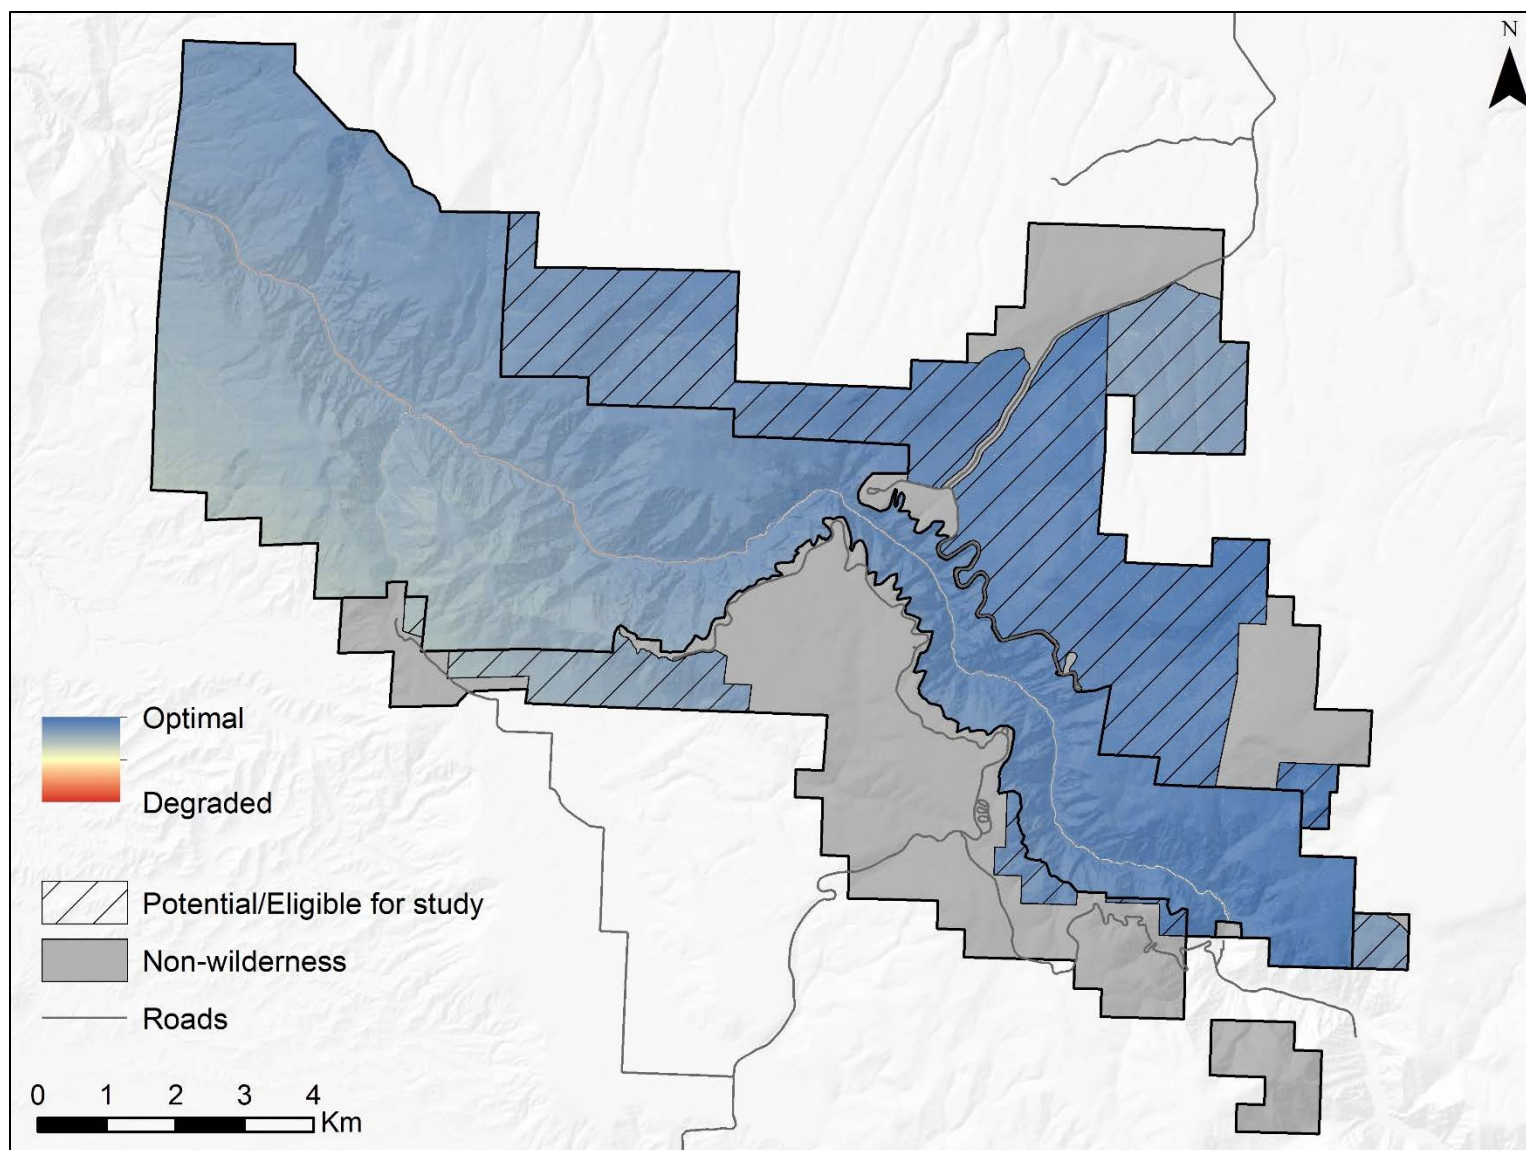 N
Optimal
Degraded
Potential/Eligible for study
Non-wilderness
Roads
0 1 2 3 4
Km